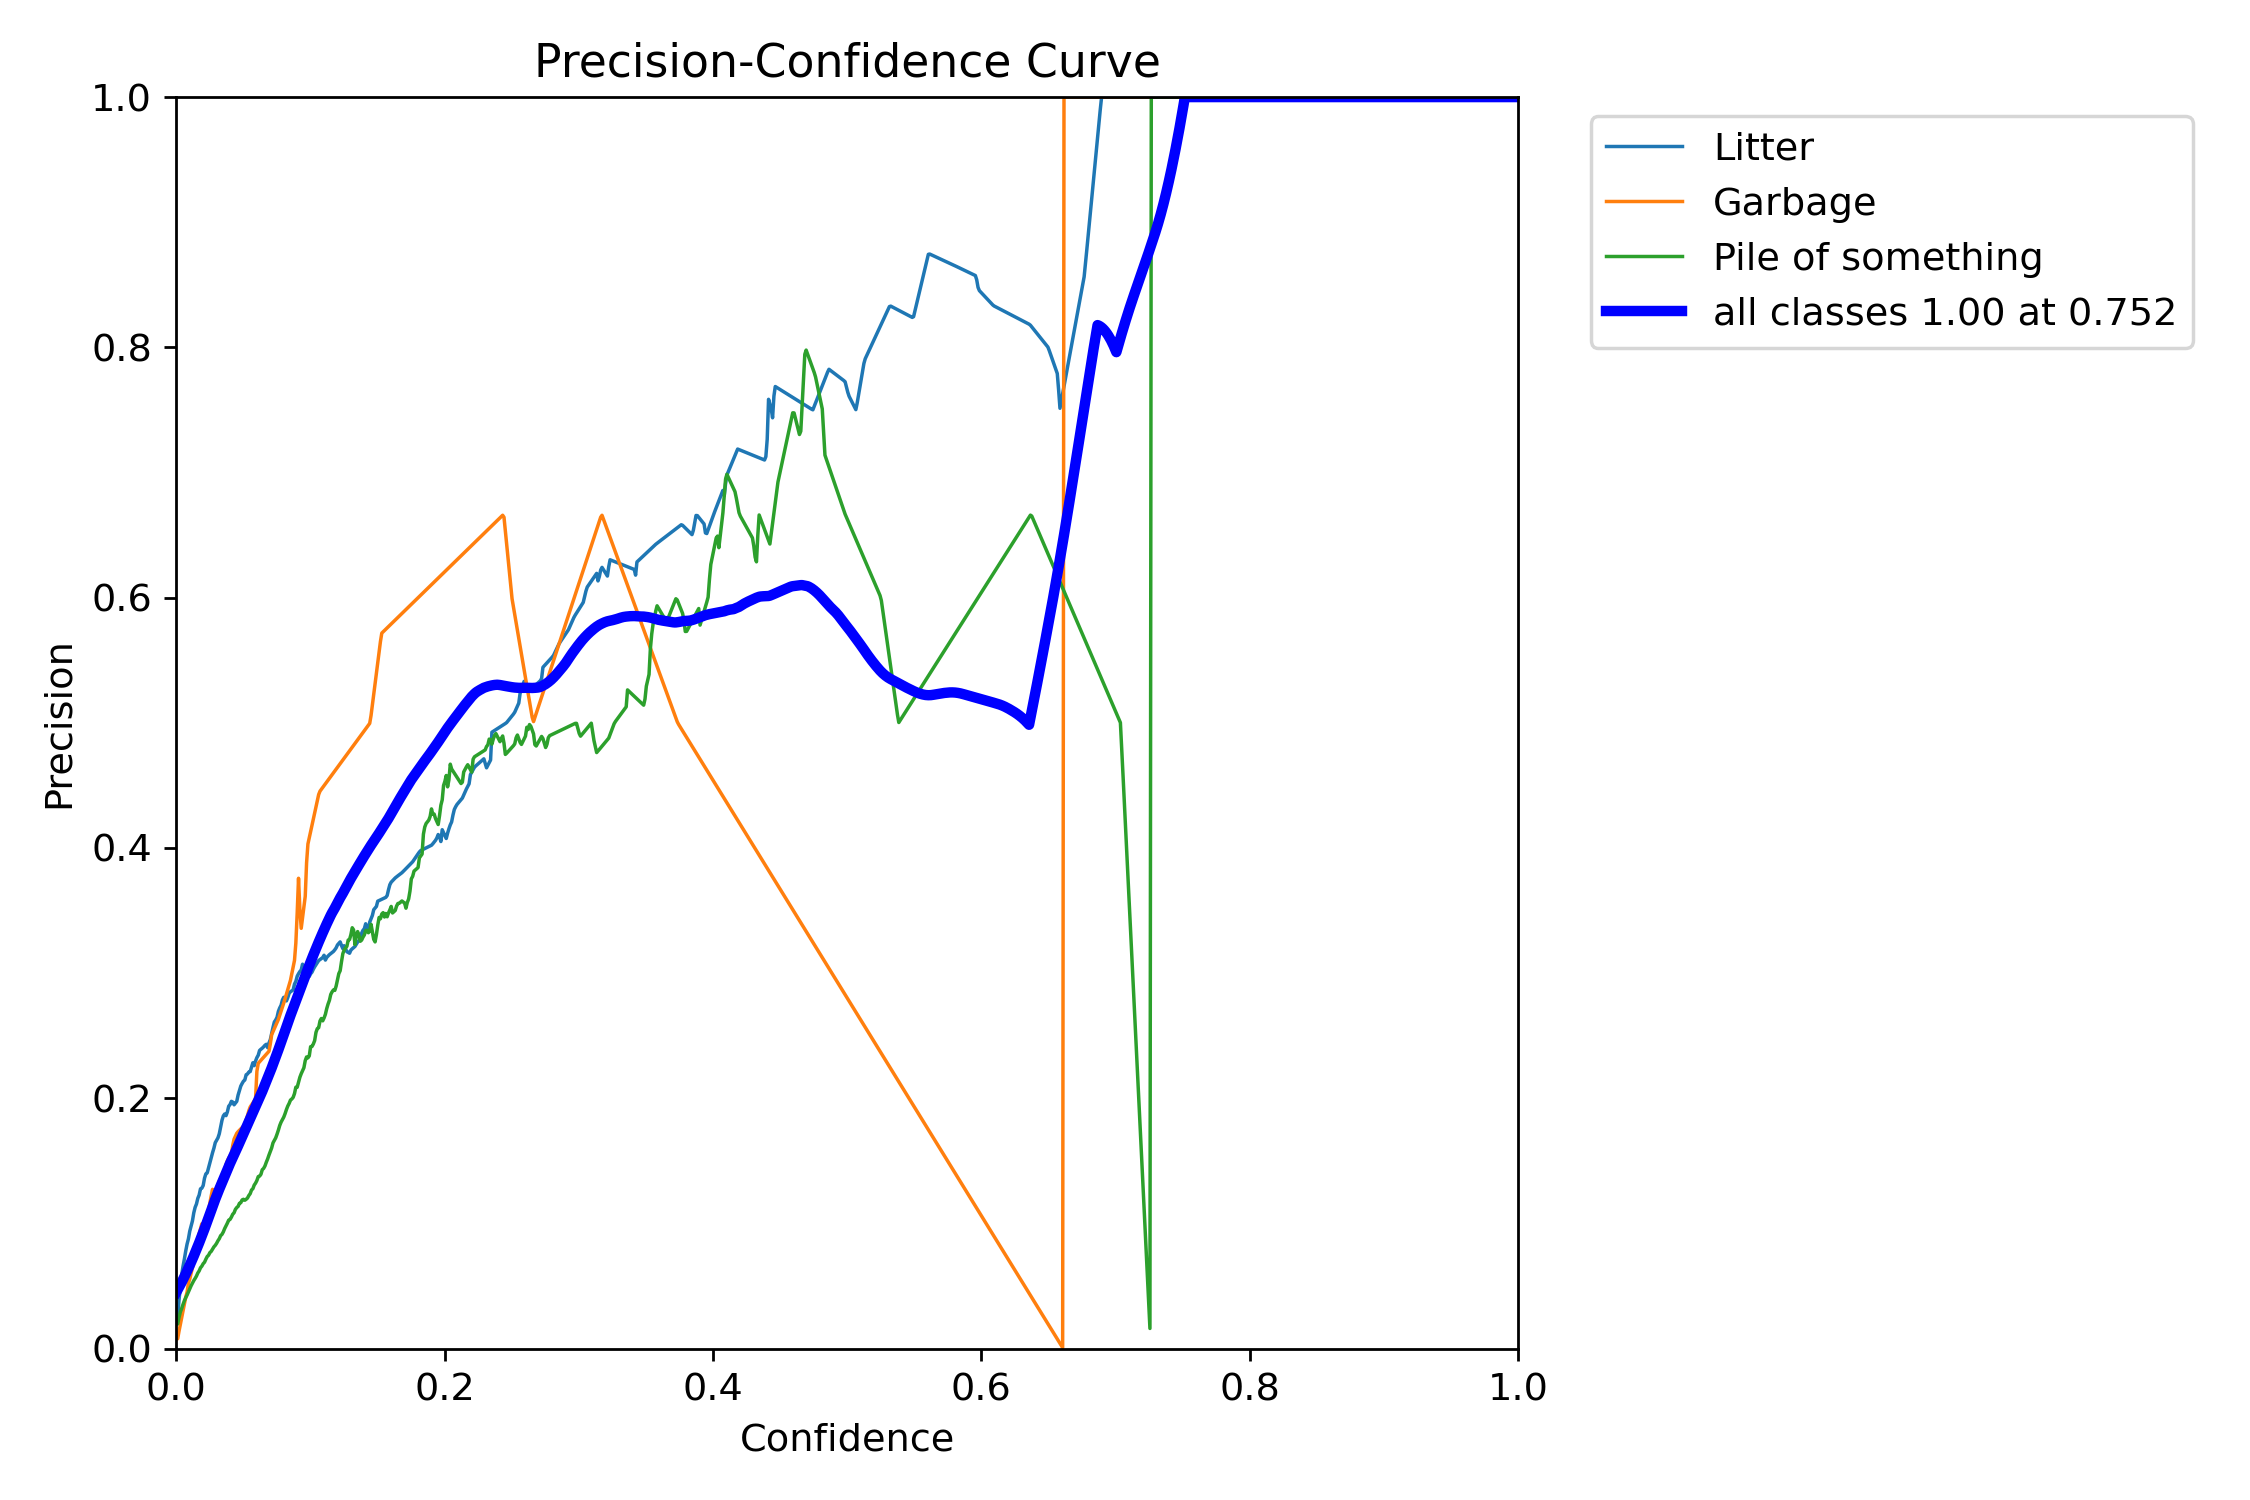 Precision-Confidence Curve
1.0
0.8
0.6
0.4
0.2
0.0
Precision
0.0 0.2 0.4 0.6 0.8 1.0
Confidence
Litter
Garbage
Pile of something
all classes 1.00 at 0.752